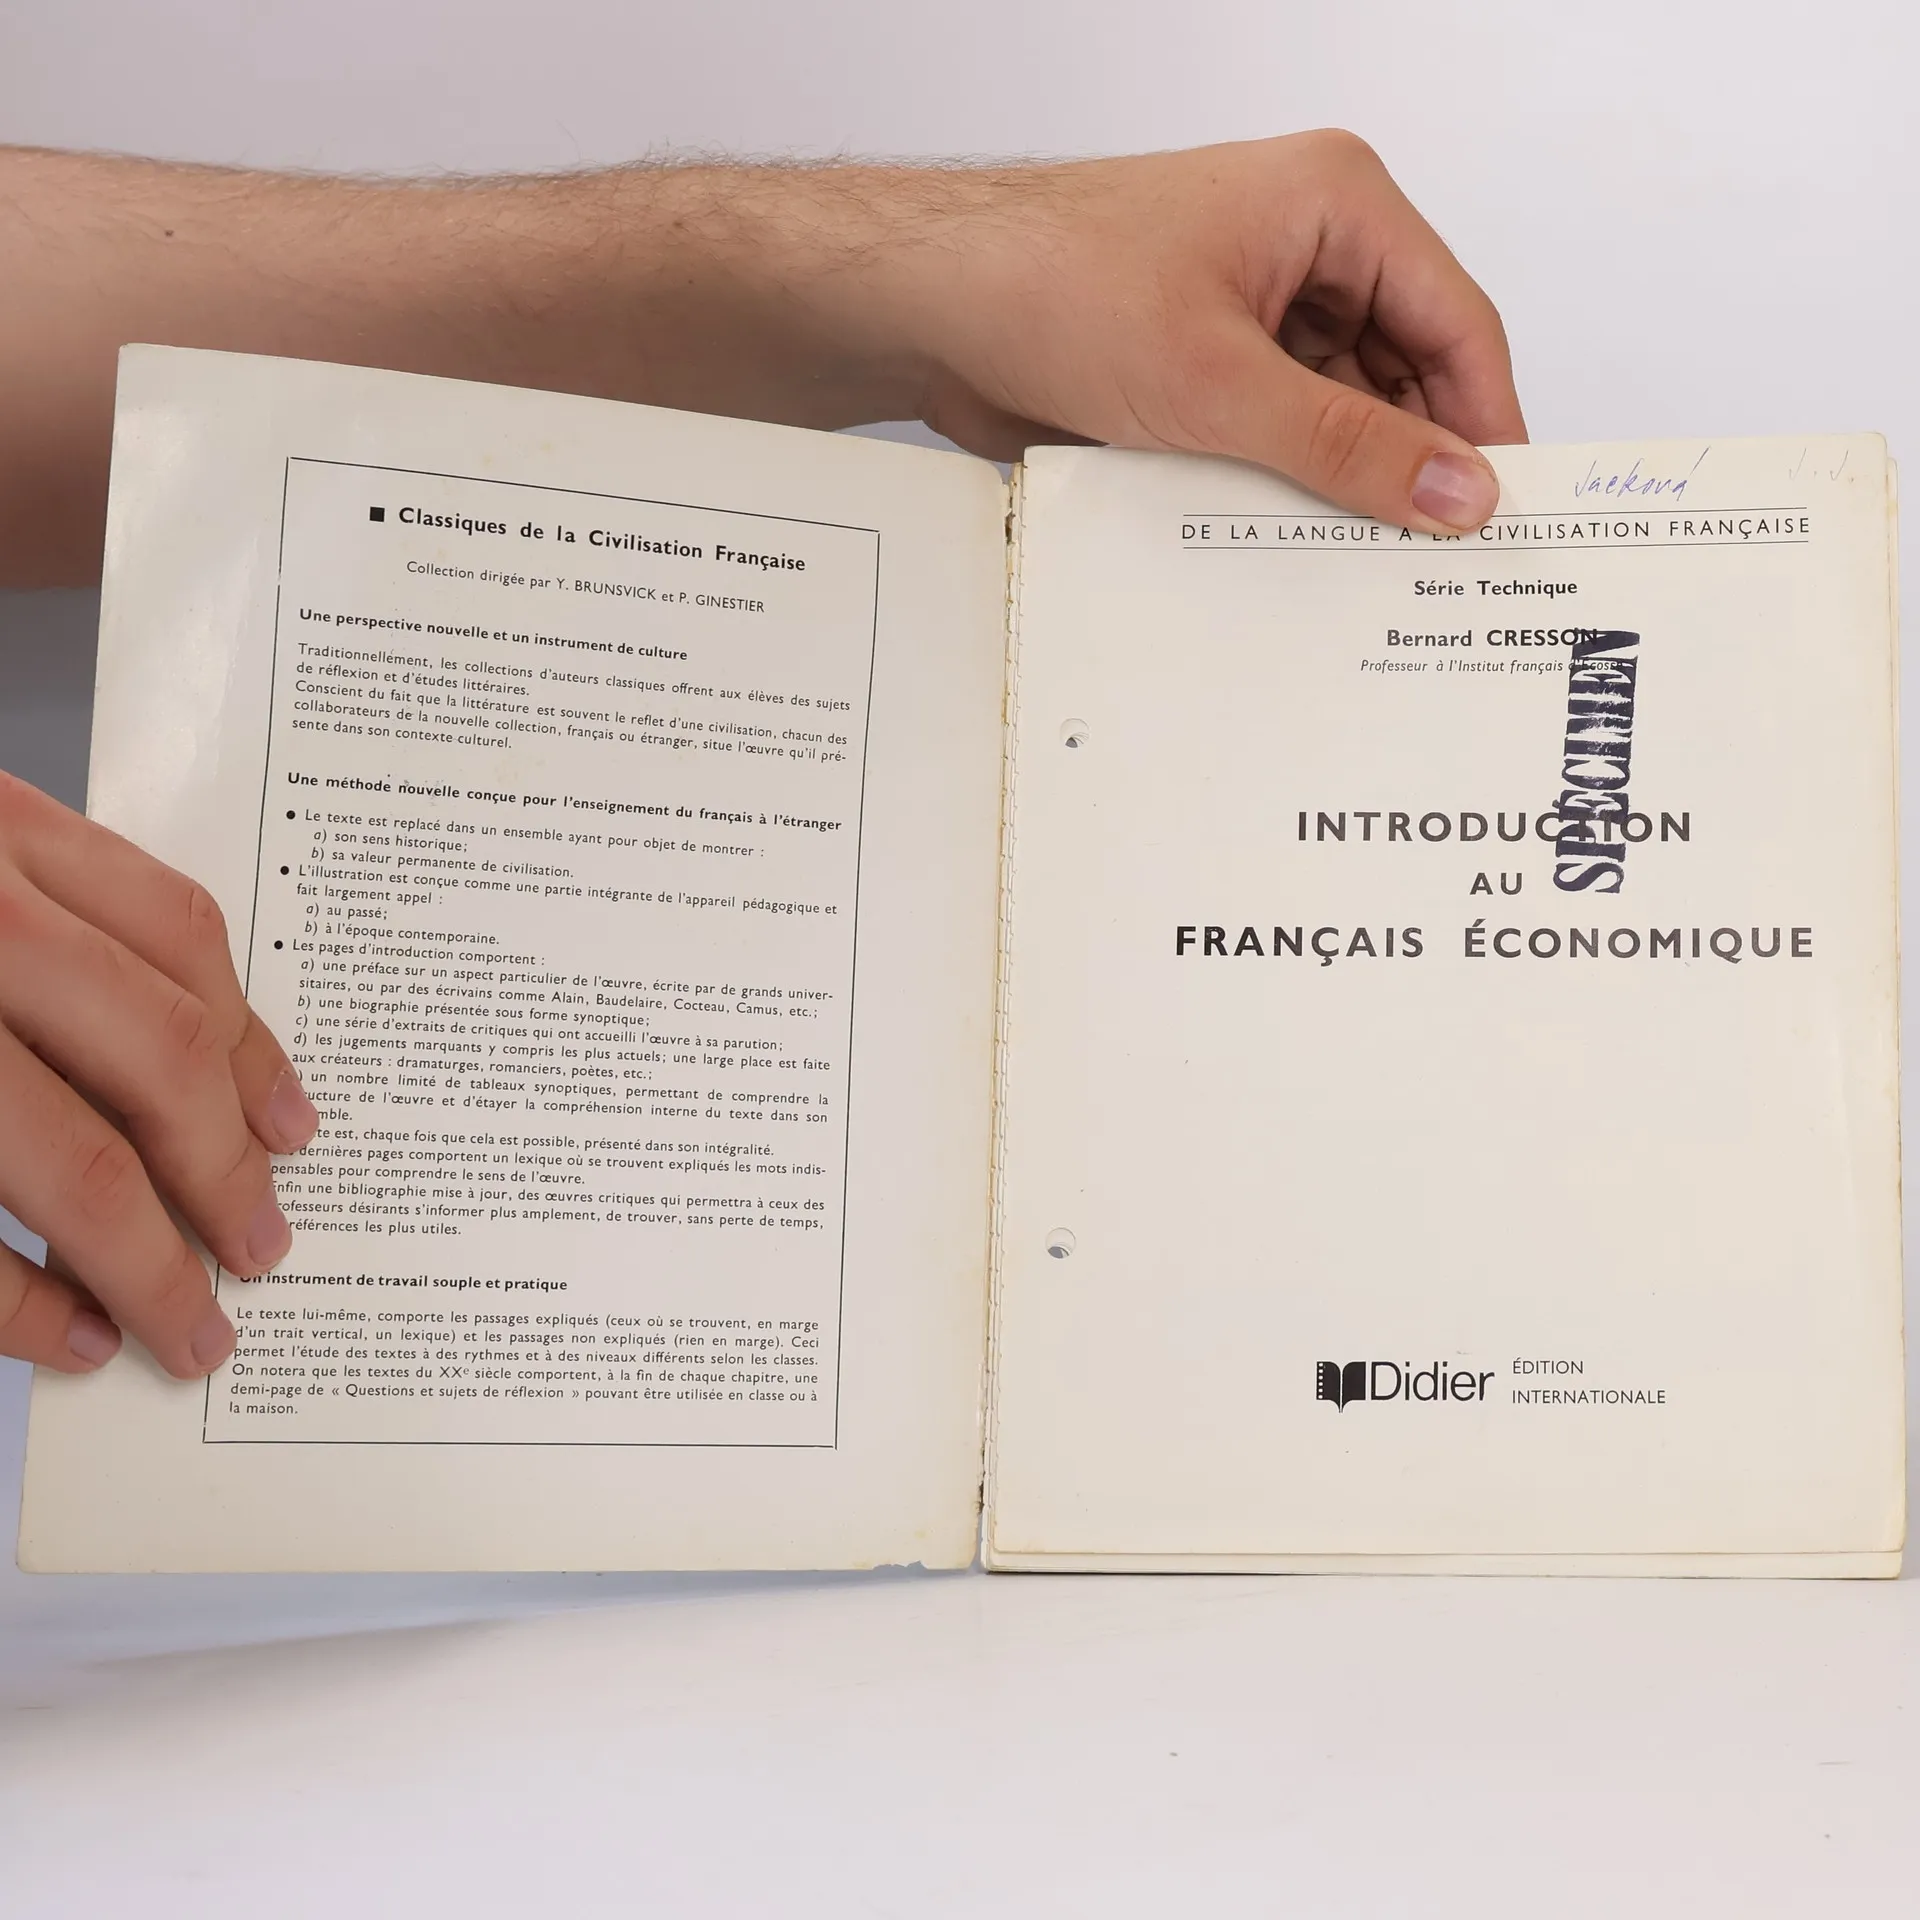 ■ Classiques de la Civilisation Française
Collection dirigée par Y. BRUNSVICK et P. GINESTIER
Une perspective nouvelle et un instrument de culture
Traditionnellement, les collections d'auteurs classiques offrent aux élèves des sujets
de réflexion et d'études littéraires.
Conscient du fait que la littérature est souvent le reflet d'une civilisation, chacun des
collaborateurs de la nouvelle collection, français ou étranger, situe l'œuvre qu'il pré-
sente dans son contexte culturel.
Une méthode nouvelle conçue pour l'enseignement du français à l'étranger
● Le texte est replacé dans un ensemble ayant pour objet de montrer :
a) son sens historique;
b) sa valeur permanente de civilisation.
● L'illustration est conçue comme une partie intégrante de l'appareil pédagogique et
fait largement appel :
a) au passé;
b) à l'époque contemporaine.
● Les pages d'introduction comportent :
a) une préface sur un aspect particulier de l'œuvre, écrite par de grands univer-
sitaires, ou par des écrivains comme Alain, Baudelaire, Cocteau, Camus, etc.;
b) une biographie présentée sous forme synoptique;
c) une série d'extraits de critiques qui ont accueilli l'œuvre à sa parution;
d) les jugements marquants y compris les plus actuels; une large place est faite
aux créateurs : dramaturges, romanciers, poètes, etc.;
) un nombre limité de tableaux synoptiques, permettant de comprendre la
ucture de l'œuvre et d'étayer la compréhension interne du texte dans son
mble.
te est, chaque fois que cela est possible, présenté dans son intégralité.
dernières pages comportent un lexique où se trouvent expliqués les mots indis-
pensables pour comprendre le sens de l'œuvre.
Enfin une bibliographie mise à jour, des œuvres critiques qui permettra à ceux des
rofesseurs désirants s'informer plus amplement, de trouver, sans perte de temps,
références les plus utiles.
Un instrument de travail souple et pratique
Le texte lui-même, comporte les passages expliqués (ceux où se trouvent, en marge
d'un trait vertical, un lexique) et les passages non expliqués (rien en marge). Ceci
permet l'étude des textes à des rythmes et à des niveaux différents selon les classes.
On notera que les textes du XXe siècle comportent, à la fin de chaque chapitre, une
demi-page de « Questions et sujets de réflexion » pouvant être utilisée en classe ou à
la maison.
Jacková J. J.
DE LA LANGUE A LA CIVILISATION FRANÇAISE
Série Technique
Bernard CRESSON
Professeur à l'Institut français d'Écosse
SPÉCIMEN
INTRODUCTION
AU
FRANÇAIS ÉCONOMIQUE
Didier ÉDITION
INTERNATIONALE